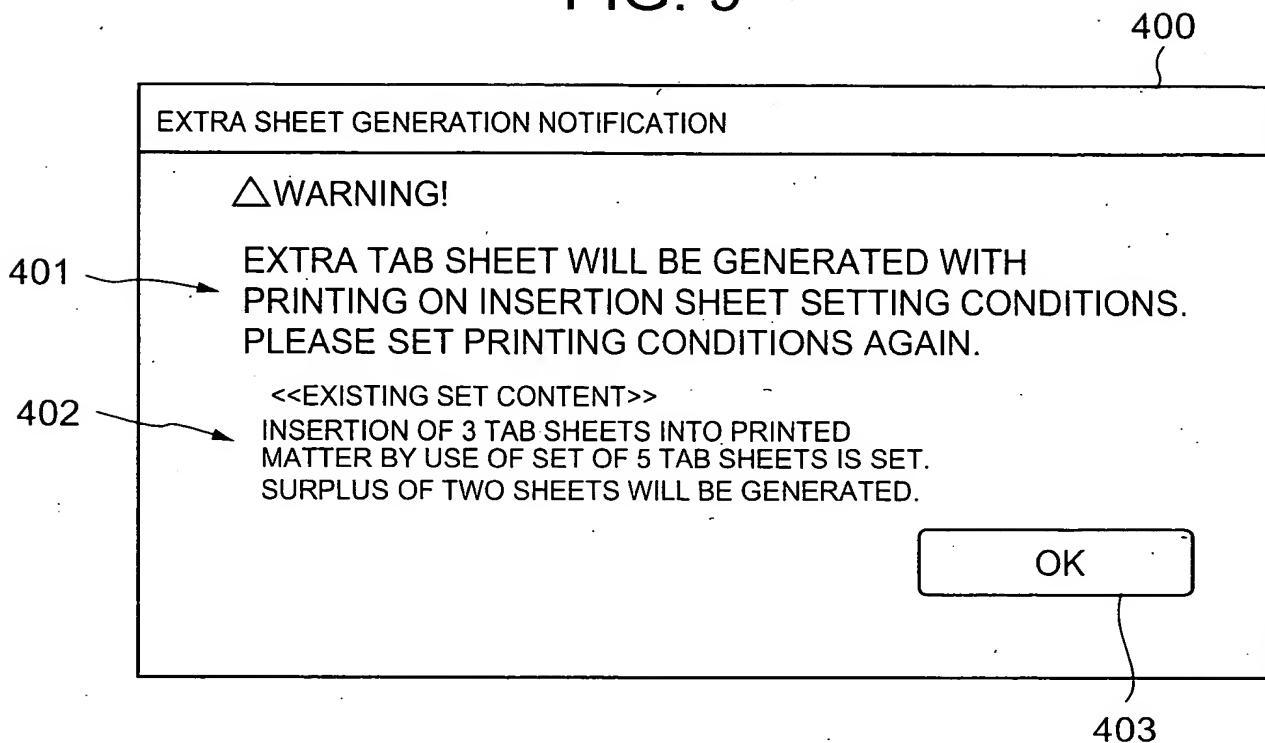 400
EXTRA SHEET GENERATION NOTIFICATION
△WARNING!
EXTRA TAB SHEET WILL BE GENERATED WITH
401
PRINTING ON INSERTION SHEET SETTING CONDITIONS.
PLEASE SET PRINTING CONDITIONS AGAIN.
<<EXISTING SET CONTENT>>
402
INSERTION OF 3 TAB SHEETS INTO PRINTED
MATTER BY USE OF SET OF 5 TAB SHEETS IS SET.
SURPLUS OF TWO SHEETS WILL BE GENERATED.
OK
403